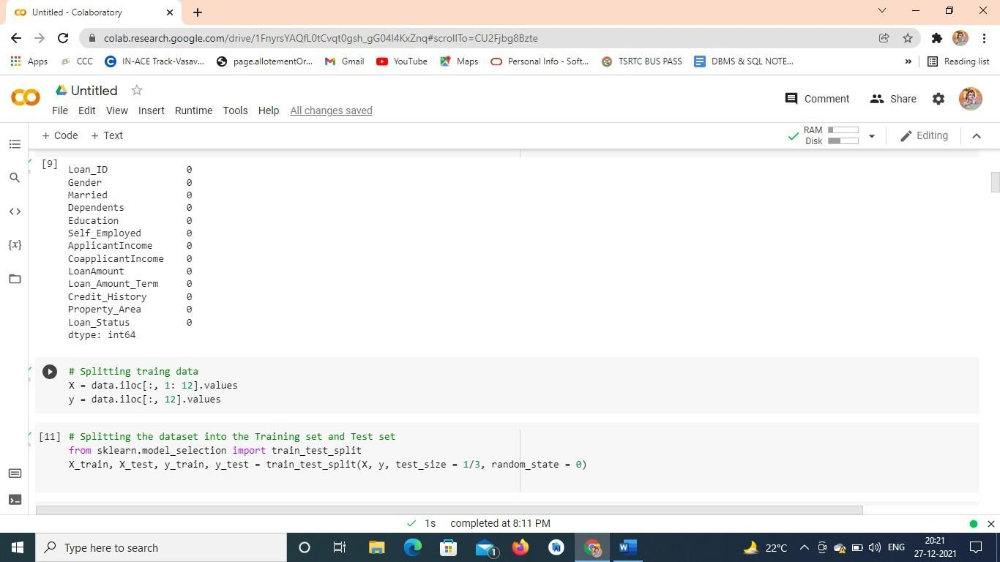 Untitled - Colaboratory
colab.research.google.com/drive/1FnyrsYAQfL0tCvqt0gsh_gG04l4KxZnq#scrollTo=CU2Fjbg8Bzte
Apps CCC IN-ACE Track-Vasav... page.allotementOr... Gmail YouTube Maps Personal Info - Soft... TSRTC BUS PASS DBMS & SQL NOTE... » Reading list
Untitled
Comment Share
File Edit View Insert Runtime Tools Help All changes saved
+ Code + Text
RAM
Disk
Editing
[9]
Loan_ID 0
Gender 0
Married 0
Dependents 0
Education 0
Self_Employed 0
ApplicantIncome 0
CoapplicantIncome 0
LoanAmount 0
Loan_Amount_Term 0
Credit_History 0
Property_Area 0
Loan_Status 0
dtype: int64
# Splitting traing data
X = data.iloc[:, 1: 12].values
y = data.iloc[:, 12].values
[11] # Splitting the dataset into the Training set and Test set
from sklearn.model_selection import train_test_split
X_train, X_test, y_train, y_test = train_test_split(X, y, test_size = 1/3, random_state = 0)
1s completed at 8:11 PM
Type here to search
1
22°C
ENG
20:21
27-12-2021